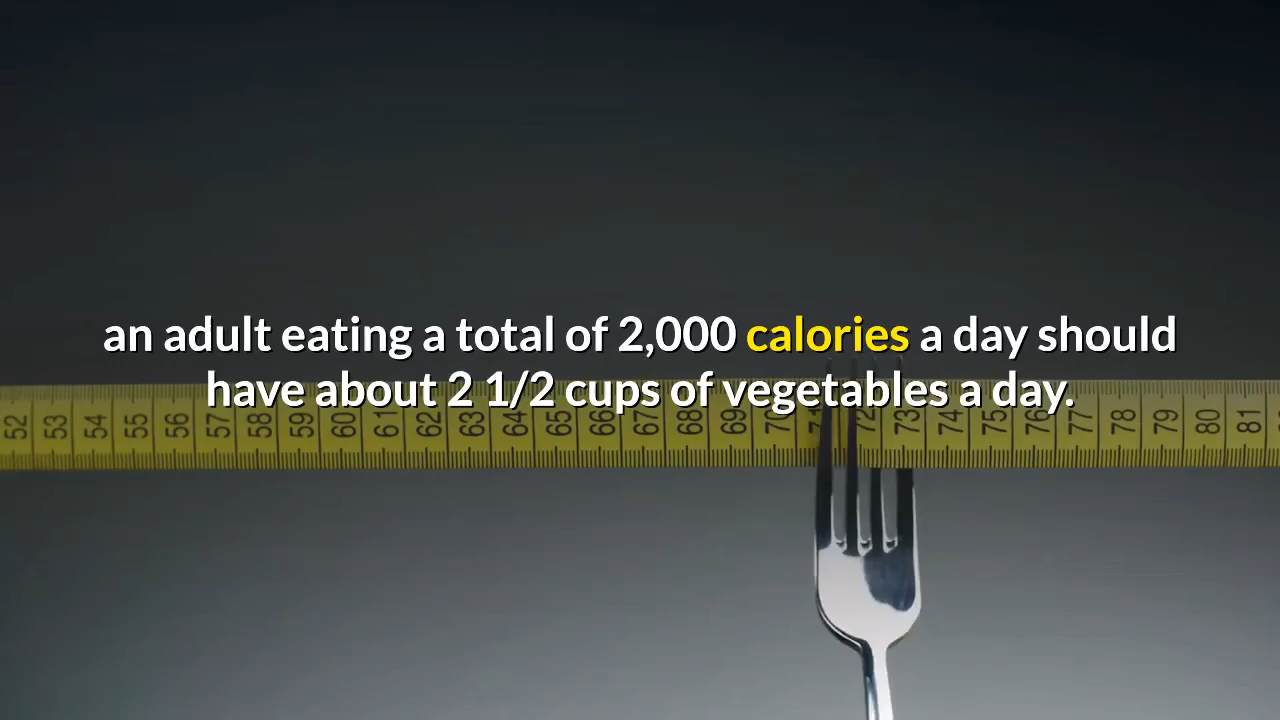 an adult eating a total of 2,000 calories a day should
have about 2 1/2 cups of vegetables a day.
52 53 54 55 56 57 58 59 60 61 62 63 64 65 66 67 68 69 70 71 72 73 74 75 76 77 78 79 80 81